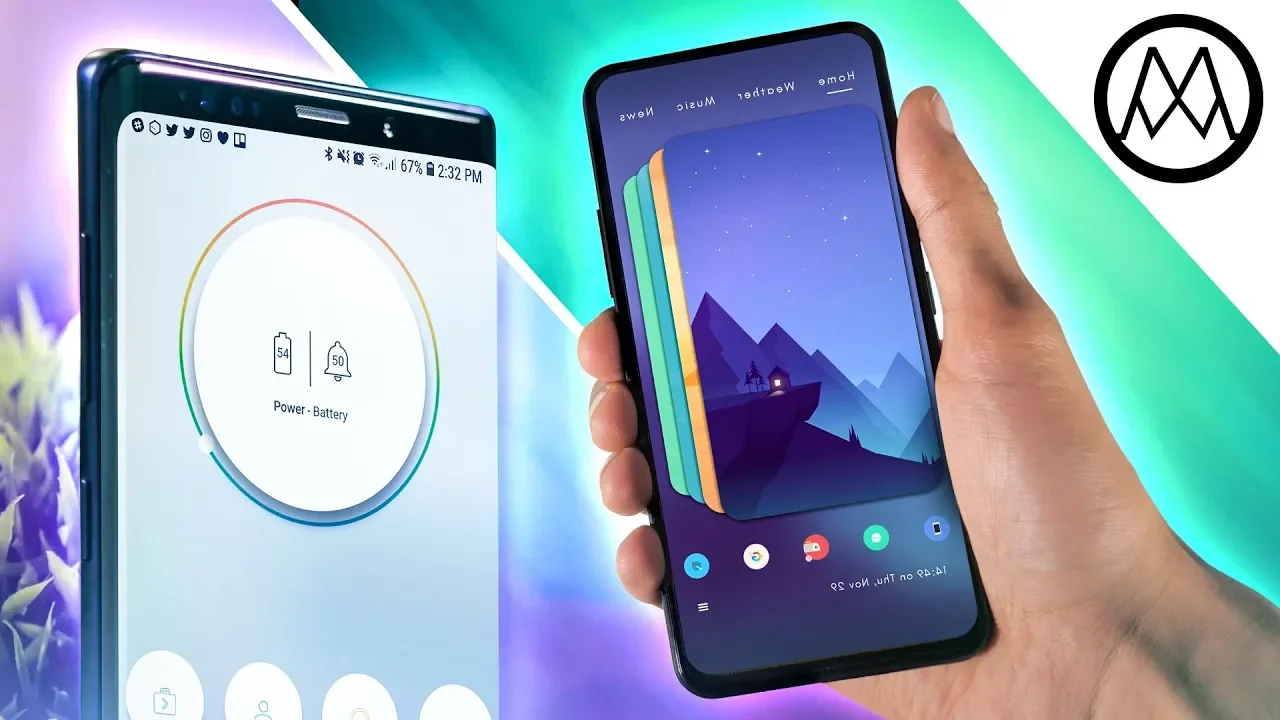 67% 2:32 PM
54 50
Power - Battery
Home Weather Music News
14:49 on Thu, Nov 29